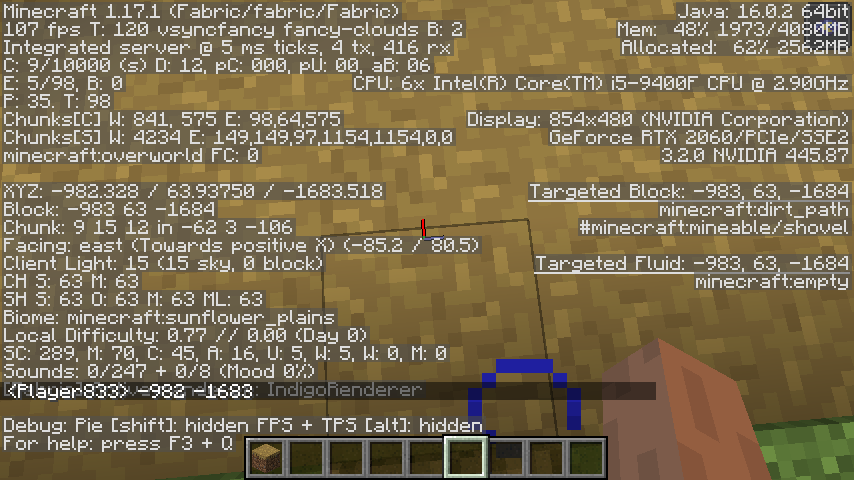 Minecraft 1.17.1 (Fabric/fabric/Fabric)
107 fps T: 120 vsyncfancy fancy-clouds B: 2
Integrated server @ 5 ms ticks, 4 tx, 416 rx
C: 9/10000 (s) D: 12, pC: 000, pU: 00, aB: 06
E: 5/98, B: 0
P: 35. T: 98
Chunks[C] W: 841, 575 E: 98,64,575
Chunks[S] W: 4234 E: 149,149,97,1154,1154,0,0
minecraft:overworld FC: 0
XYZ: -982.328 / 63.93750 / -1683.518
Block: -983 63 -1684
Chunk: 9 15 12 in -62 3 -106
Facing: east (Towards positive X) (-85.2 / 80.5)
Client Light: 15 (15 sky, 0 block)
CH S: 63 M: 63
SH S: 63 O: 63 M: 63 ML: 63
Biome: minecraft:sunflower_plains
Local Difficulty: 0.77 // 0.00 (Day 0)
SC: 289, M: 70, C: 45, A: 16, U: 5, W: 5, W: 0, M: 0
Sounds: 0/247 + 0/8 (Mood 0%)
<Player833> -982 -1683
IndigoRenderer
Debug: Pie [shift]: hidden FPS + TPS [alt]: hidden
For help: press F3 + Q
Java: 16.0.2 64bit
Mem: 48% 1973/4080MB
Allocated: 62% 2562MB
CPU: 6x Intel(R) Core(TM) i5-9400F CPU @ 2.90GHz
Display: 854x480 (NVIDIA Corporation)
GeForce RTX 2060/PCIe/SSE2
3.2.0 NVIDIA 445.87
Targeted Block: -983, 63, -1684
minecraft:dirt_path
#minecraft:mineable/shovel
Targeted Fluid: -983, 63, -1684
minecraft:empty